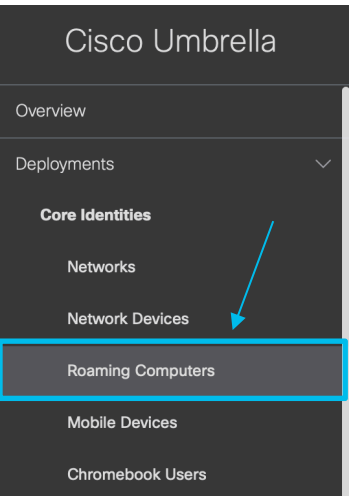 Cisco Umbrella
Overview
Deployments
Core Identities
Networks
Network Devices
Roaming Computers
Mobile Devices
Chromebook Users